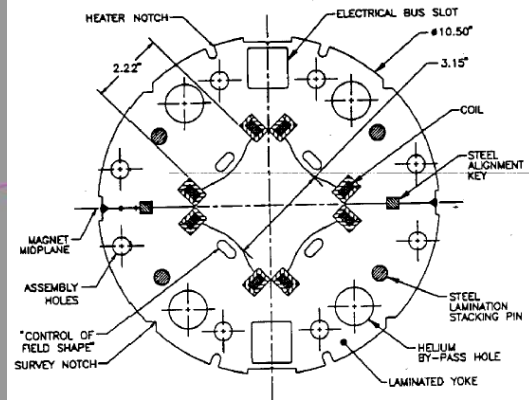 HEATER NOTCH
ELECTRICAL BUS SLOT
ø10.50"
2.22"
3.15"
COIL
STEEL
ALIGNMENT
KEY
MAGNET
MIDPLANE
ASSEMBLY
HOLES
STEEL
LAMINATION
STACKING PIN
"CONTROL OF
FIELD SHAPE"
SURVEY NOTCH
HELIUM
BY-PASS HOLE
LAMINATED YOKE